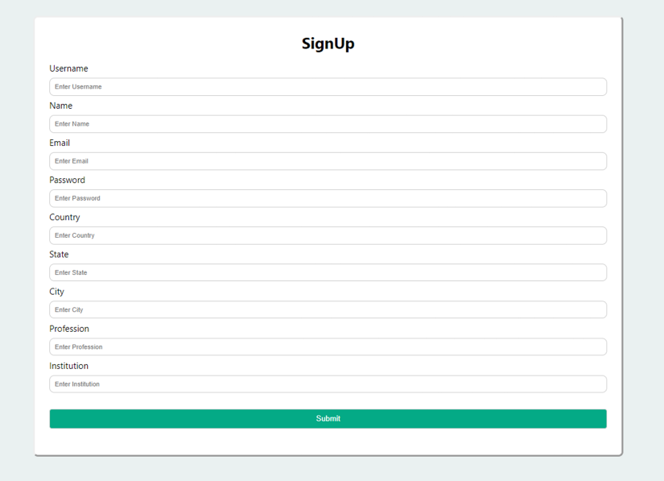 SignUp
Username
Enter Username
Name
Enter Name
Email
Enter Email
Password
Enter Password
Country
Enter Country
State
Enter State
City
Enter City
Profession
Enter Profession
Institution
Enter Institution
Submit